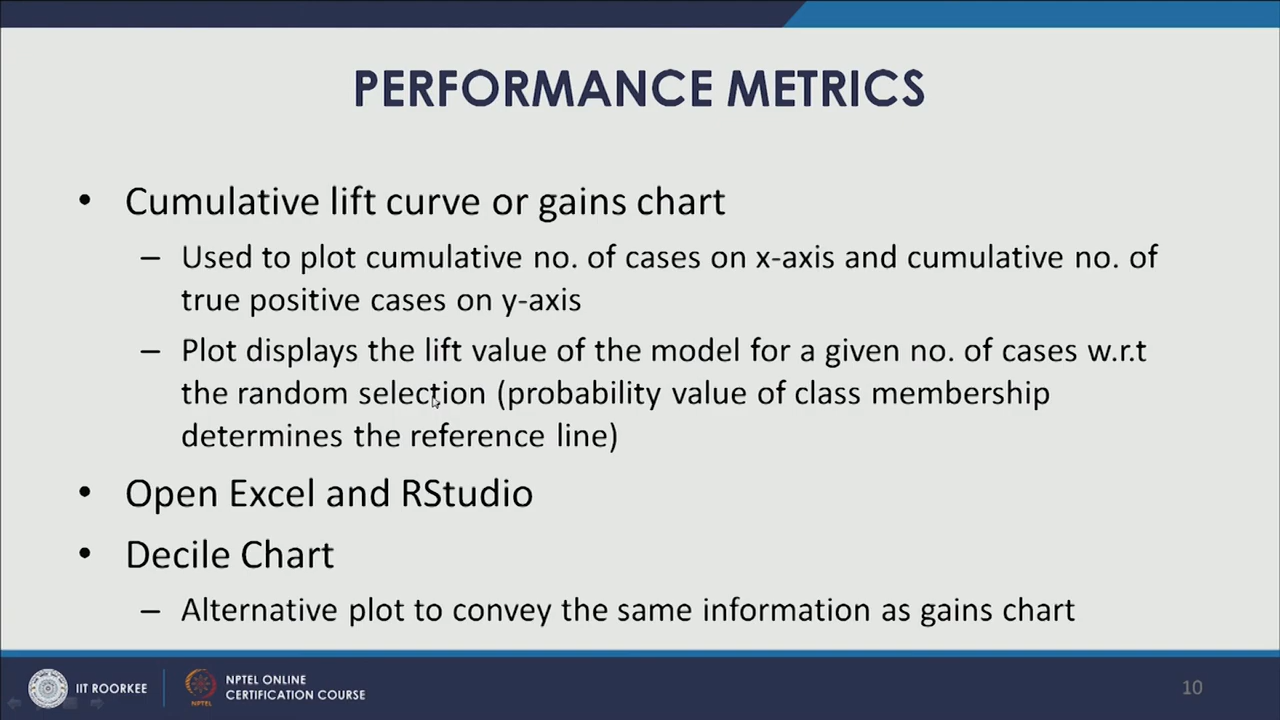 PERFORMANCE METRICS
• Cumulative lift curve or gains chart
– Used to plot cumulative no. of cases on x-axis and cumulative no. of
true positive cases on y-axis
– Plot displays the lift value of the model for a given no. of cases w.r.t
the random selection (probability value of class membership
determines the reference line)
• Open Excel and RStudio
• Decile Chart
– Alternative plot to convey the same information as gains chart
IIT ROORKEE
NPTEL
NPTEL ONLINE
CERTIFICATION COURSE
10